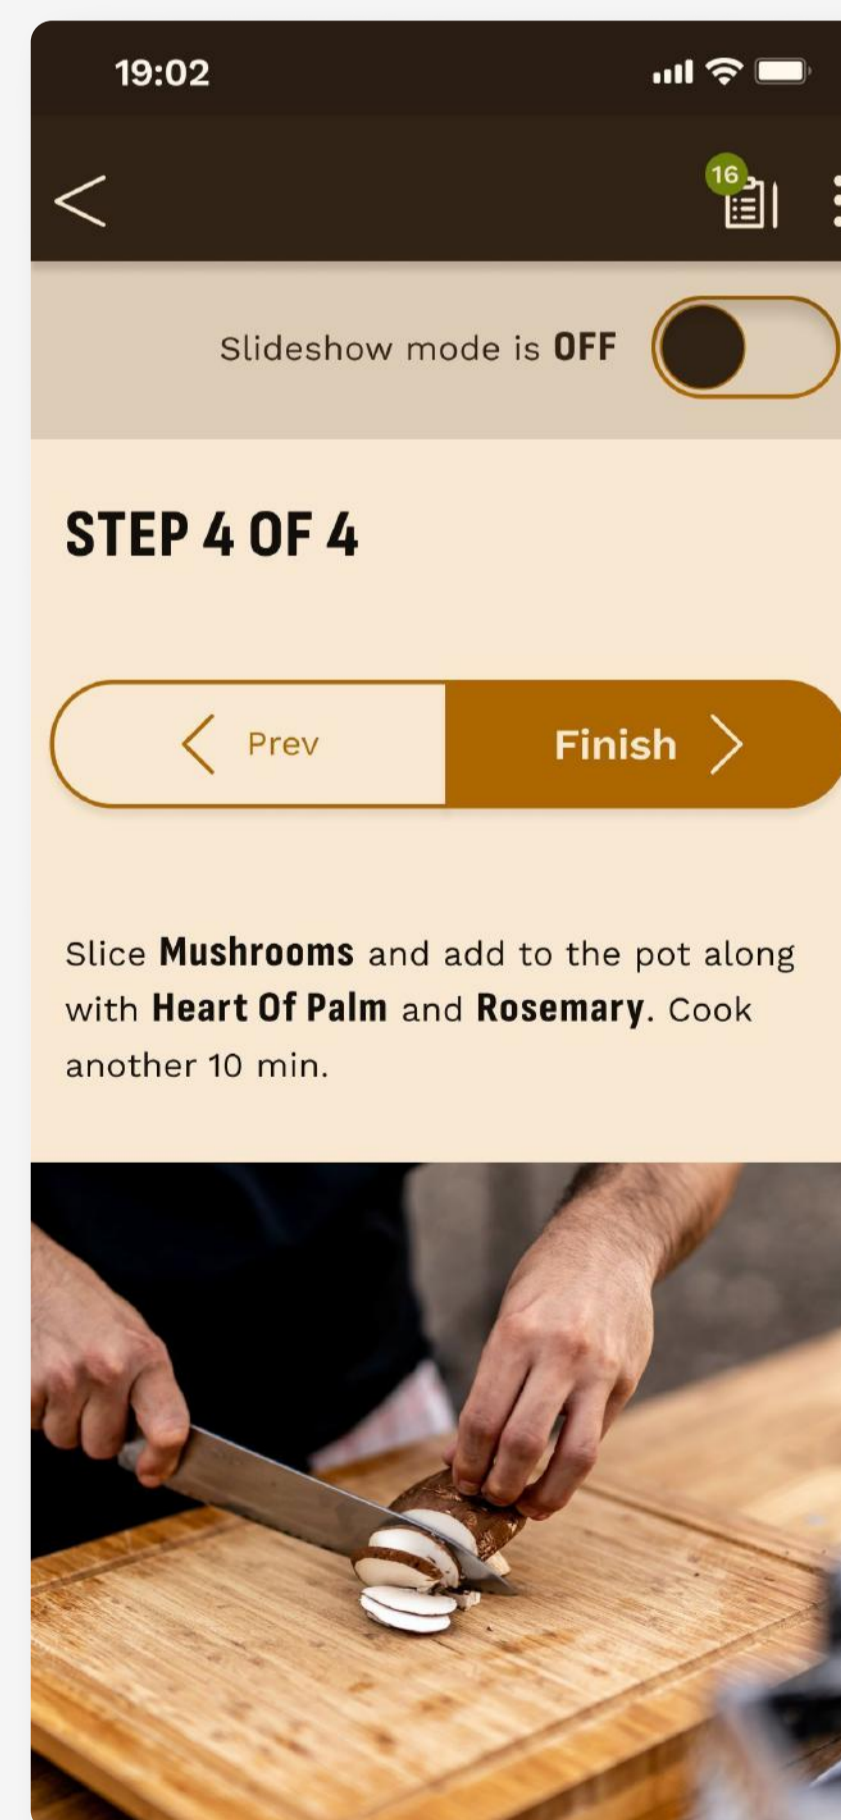 19:02
16
Slideshow mode is OFF
STEP 4 OF 4
Prev
Finish
Slice Mushrooms and add to the pot along
with Heart Of Palm and Rosemary. Cook
another 10 min.